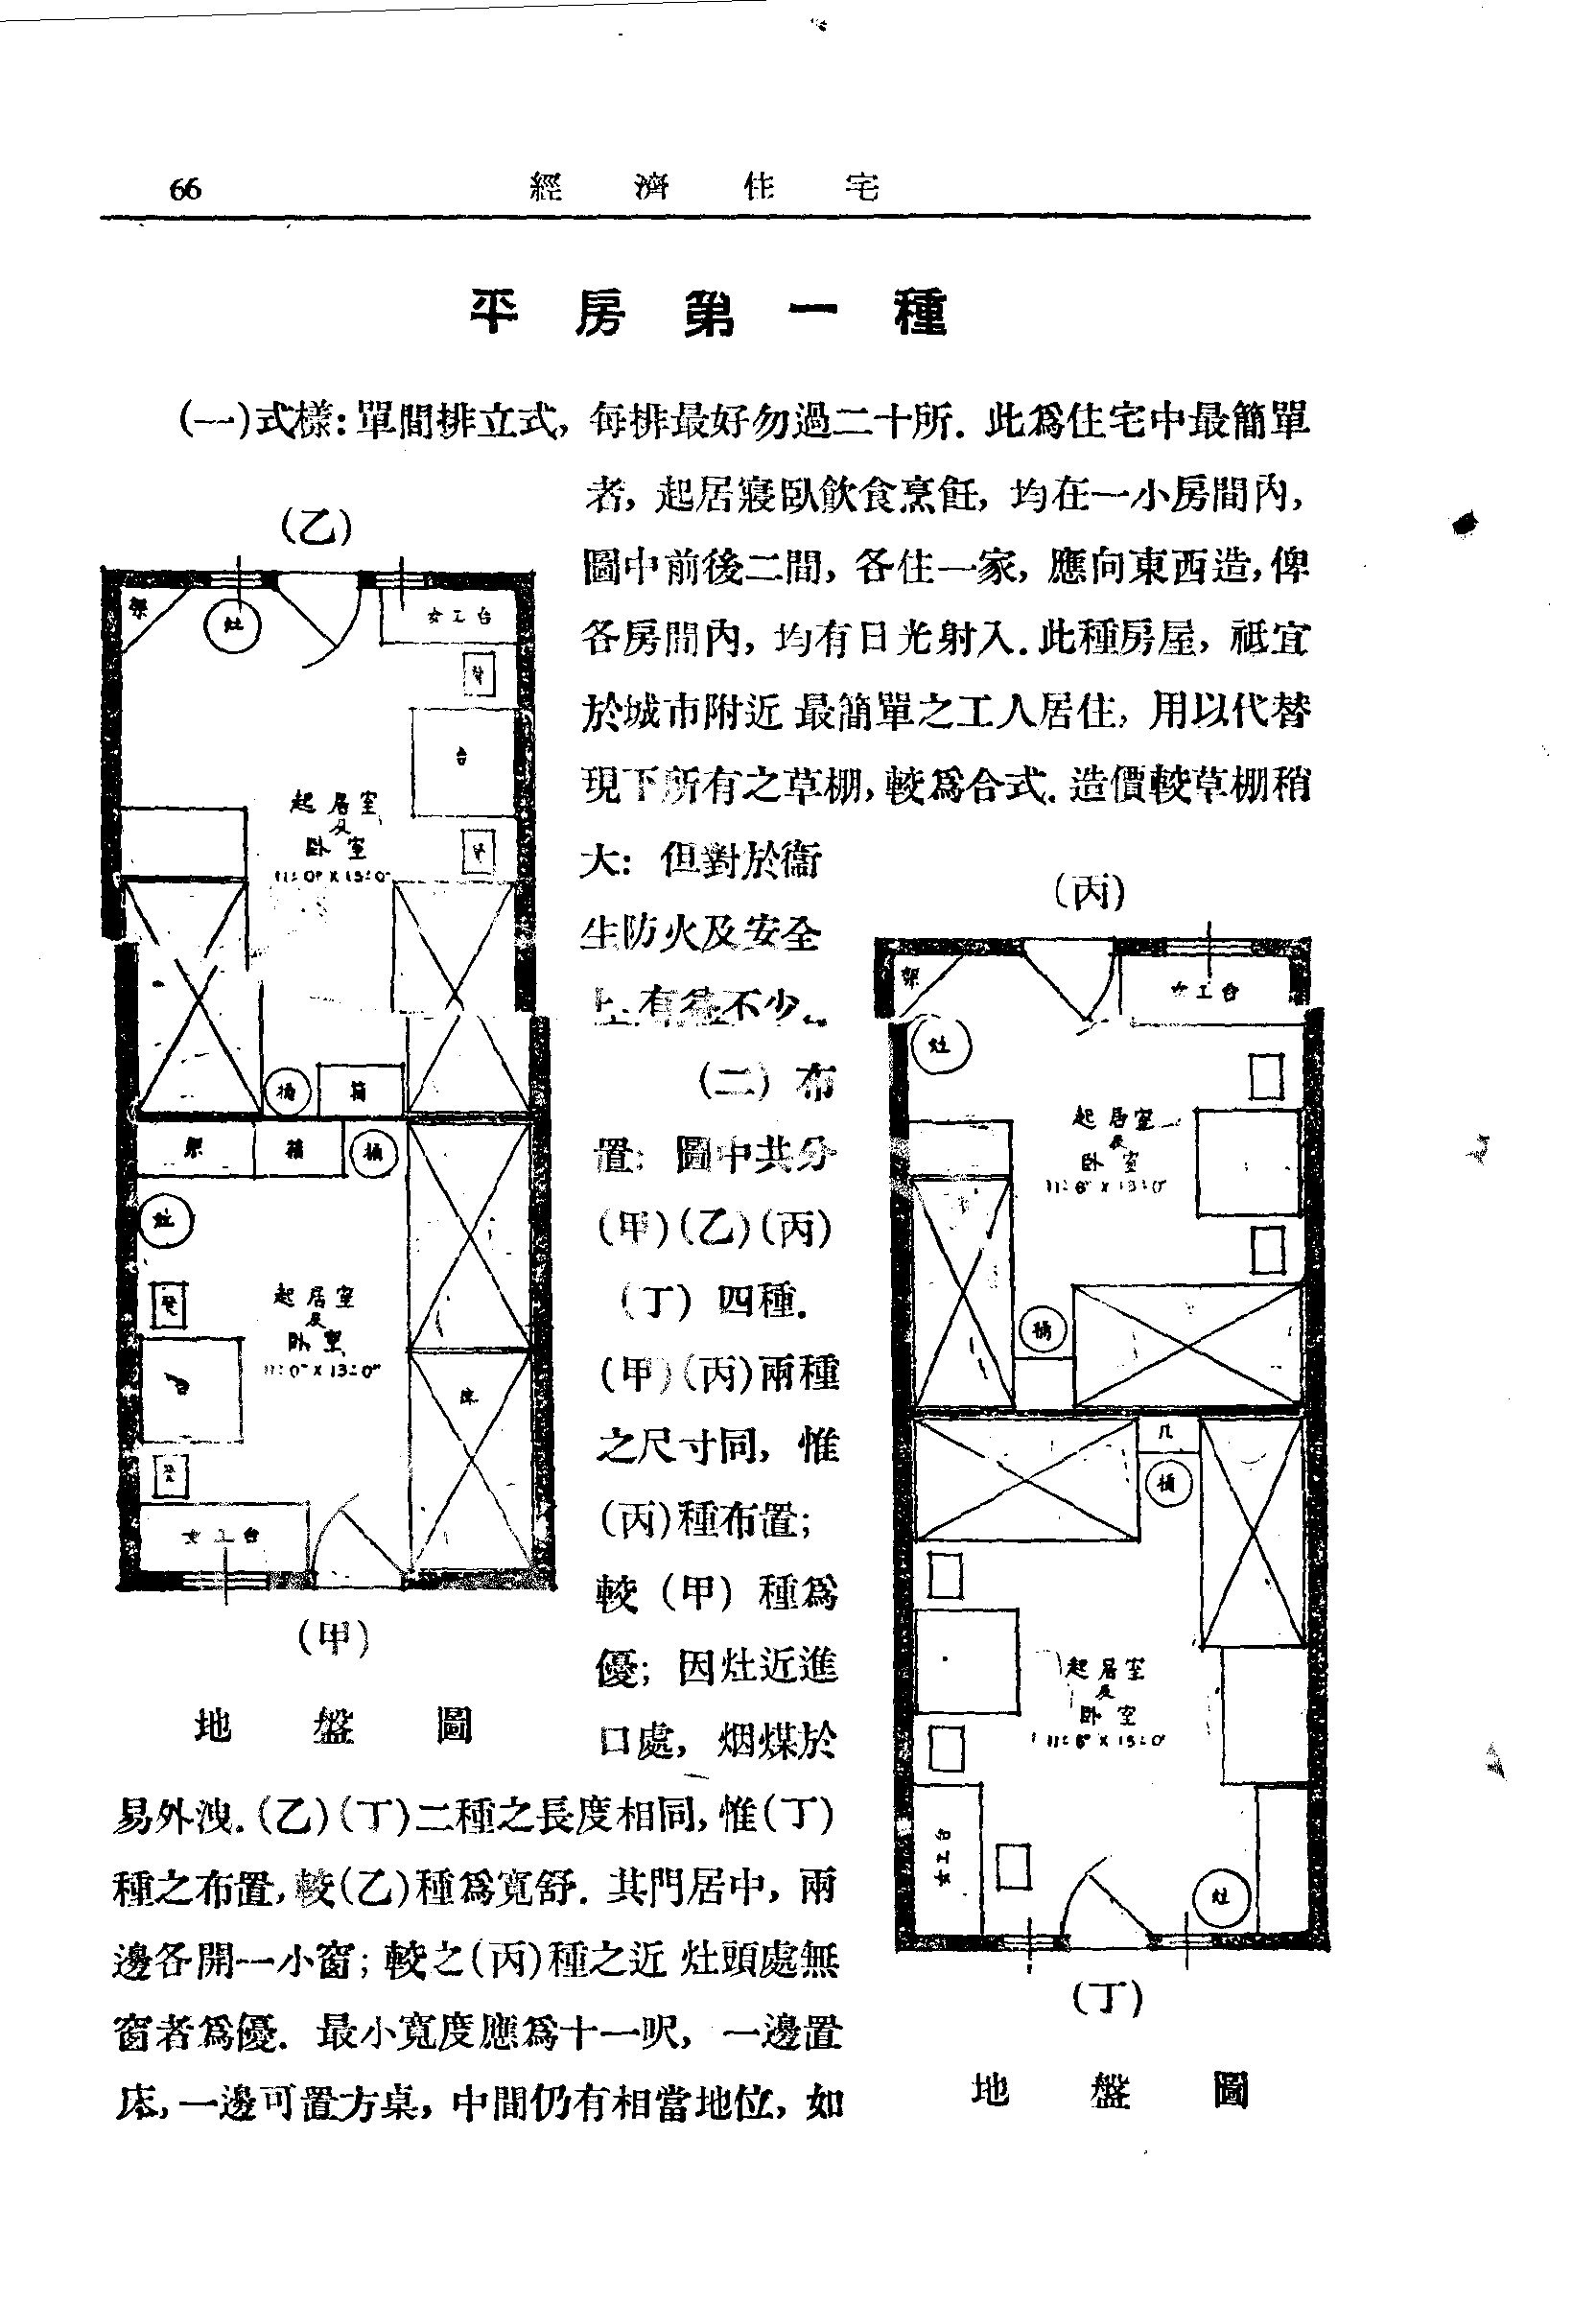 66 經濟住宅
平房第一種
(一)式樣：單間排立式，每排最好勿過二十所．此爲住宅中最簡單
者，起居寢臥飲食烹飪，均在一小房間內，
圖中前後二間，各住一家，應向東西造，俾
各房間內，均有日光射入．此種房屋，祗宜
於城市附近最簡單之工人居住，用以代替
現下所有之草棚，較爲合式．造價較草棚稍
大：但對於衞
生防火及安全
上有益不少．
(二)布
置：圖中共分
(甲)(乙)(丙)
(丁)四種．
(甲)(丙)兩種
之尺寸同，惟
(丙)種布置；
較(甲)種爲
優；因灶近進
口處，烟煤於
易外洩．(乙)(丁)二種之長度相同，惟(丁)
種之布置，較(乙)種爲寬舒．其門居中，兩
邊各開一小窗；較之(丙)種之近灶頭處無
窗者爲優．最小寬度應爲十一呎，一邊置
床，一邊可置方桌，中間仍有相當地位，如
(乙)
架
灶
女工台
凳
台
凳
起居室
及
臥室
11'-0" X 15'-0"
桶
箱
架
箱
桶
灶
凳
起居室
及
臥室
11'-0" X 13'-0"
台
床
凳
女工台
(甲)
地盤圖
(丙)
架
女工台
灶
起居室
及
臥室
11'-6" X 13'-0"
桶
几
桶
起居室
及
臥室
11'-6" X 15'-0"
女工台
灶
(丁)
地盤圖